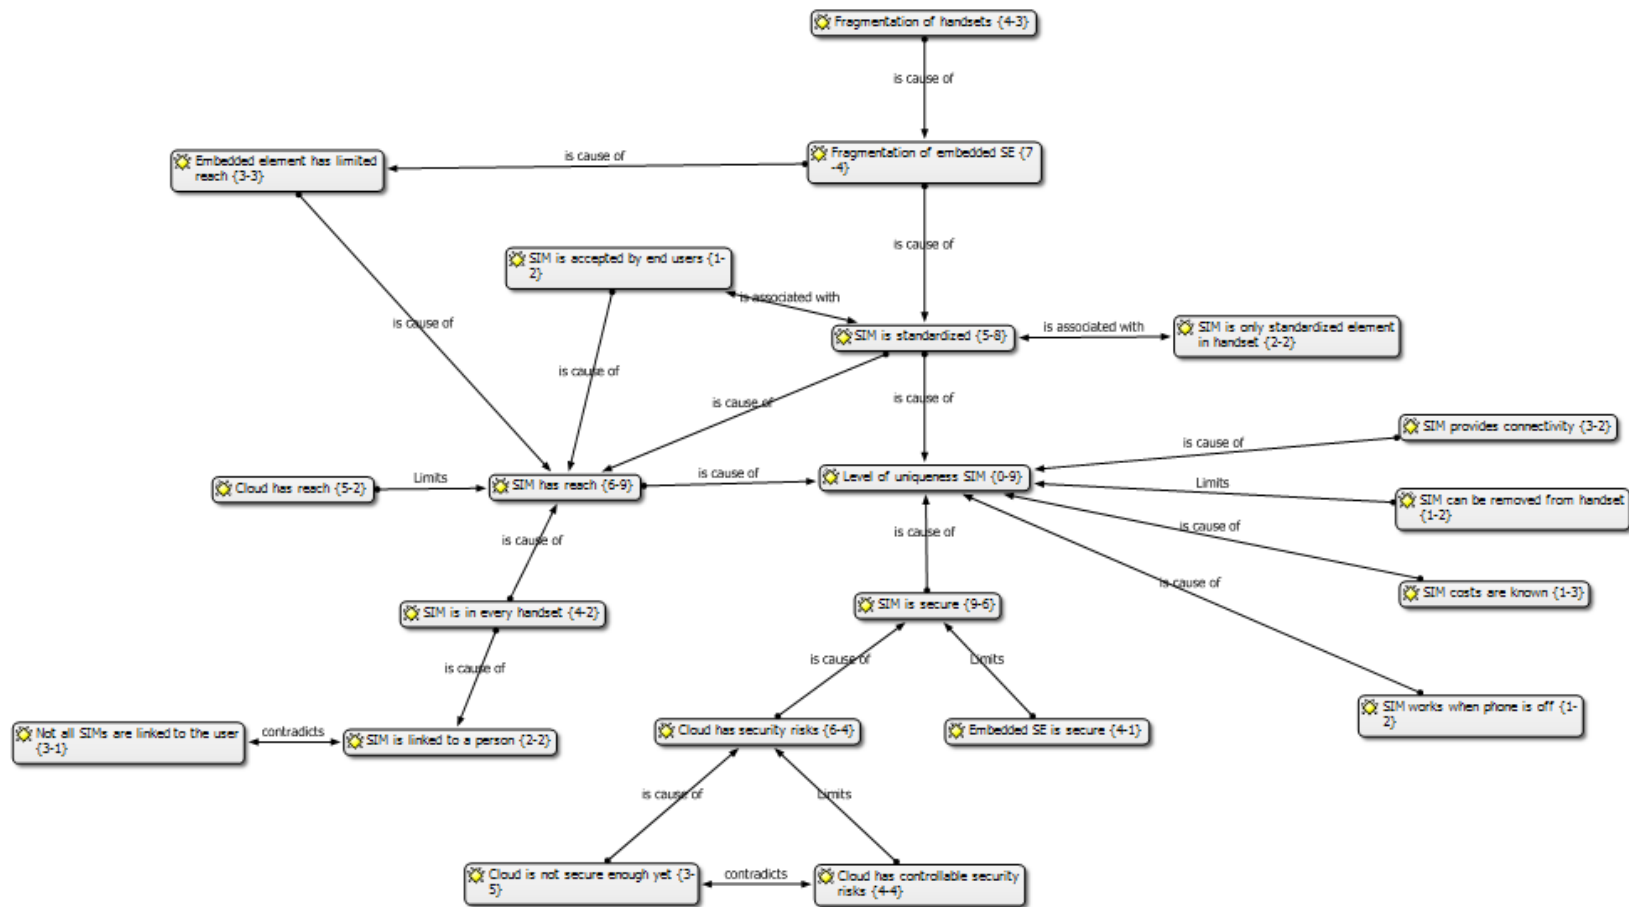 Fragmentation of handsets {4-3}
is cause of
Fragmentation of embedded SE {7
-4}
is cause of
Embedded element has limited
reach {3-3}
is cause of
SIM is accepted by end users {1-
2}
is associated with
is cause of
SIM is standardized {5-8}
is associated with
SIM is only standardized element
in handset {2-2}
is cause of
is cause of
is cause of
SIM provides connectivity {3-2}
is cause of
Cloud has reach {5-2}
Limits
SIM has reach {6-9}
is cause of
Level of uniqueness SIM {0-9}
Limits
SIM can be removed from handset
{1-2}
is cause of
is cause of
is cause of
SIM costs are known {1-3}
is cause of
SIM is in every handset {4-2}
SIM is secure {9-6}
is cause of
is cause of
Limits
SIM works when phone is off {1-
2}
Not all SIMs are linked to the user
{3-1}
contradicts
SIM is linked to a person {2-2}
Cloud has security risks {6-4}
Embedded SE is secure {4-1}
is cause of
Limits
Cloud is not secure enough yet {3-
5}
contradicts
Cloud has controllable security
risks {4-4}